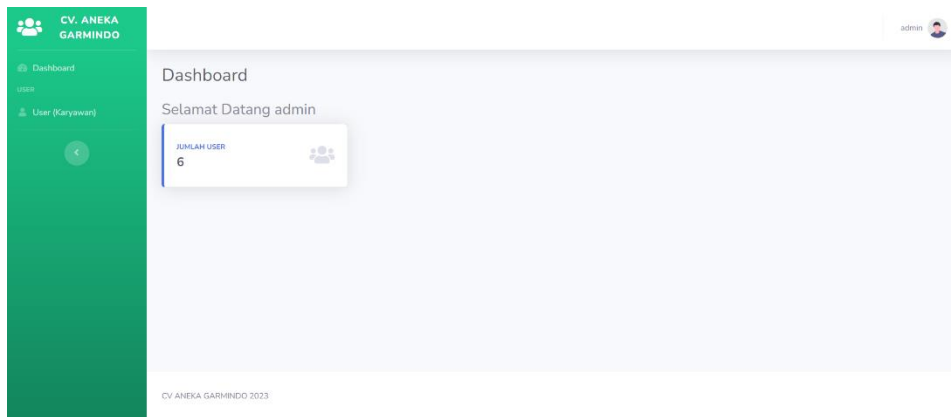 CV. ANEKA
GARMINDO
admin
Dashboard
USER
User (Karyawan)
Dashboard
Selamat Datang admin
JUMLAH USER
6
CV ANEKA GARMINDO 2023